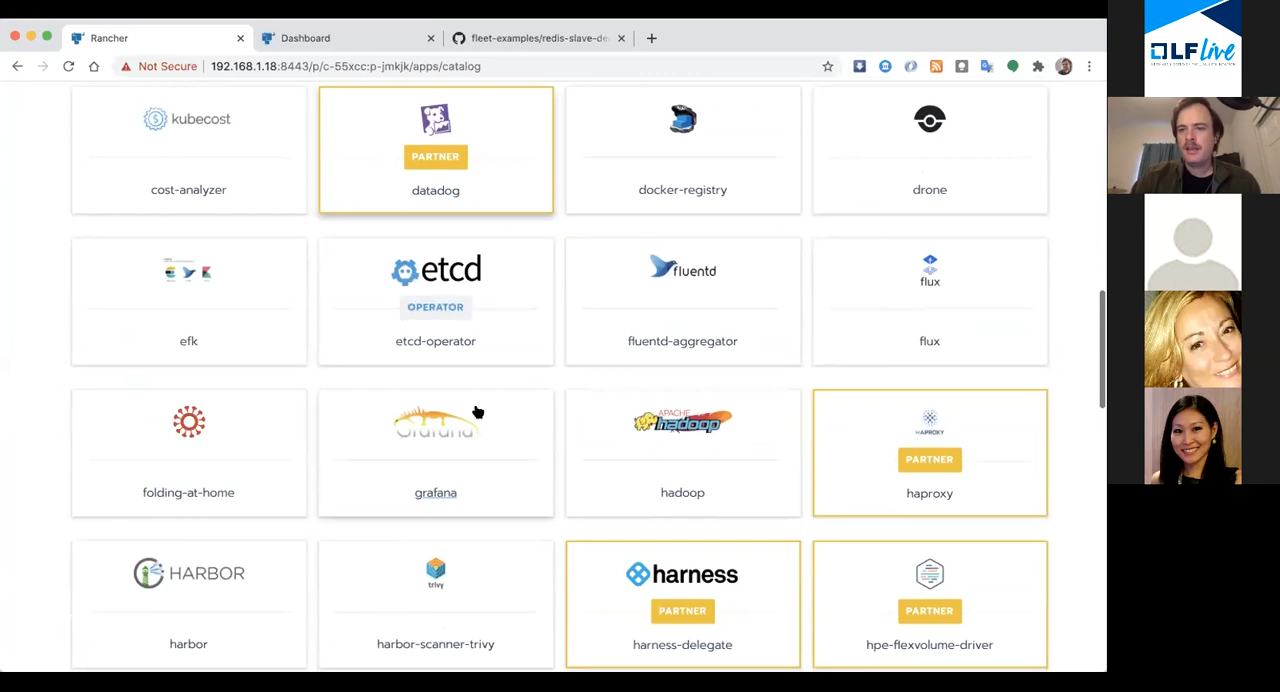 Rancher
Dashboard
fleet-examples/redis-slave-de
Not Secure
192.168.1.18:8443/p/c-55xcc:p-jmkjk/apps/catalog
LF live
kubecost
cost-analyzer
PARTNER
datadog
docker-registry
drone
efk
etcd
OPERATOR
etcd-operator
fluentd
fluentd-aggregator
flux
flux
folding-at-home
Grafana
grafana
APACHE
hadoop
hadoop
HAPROXY
PARTNER
haproxy
HARBOR
harbor
trivy
harbor-scanner-trivy
harness
PARTNER
harness-delegate
PARTNER
hpe-flexvolume-driver